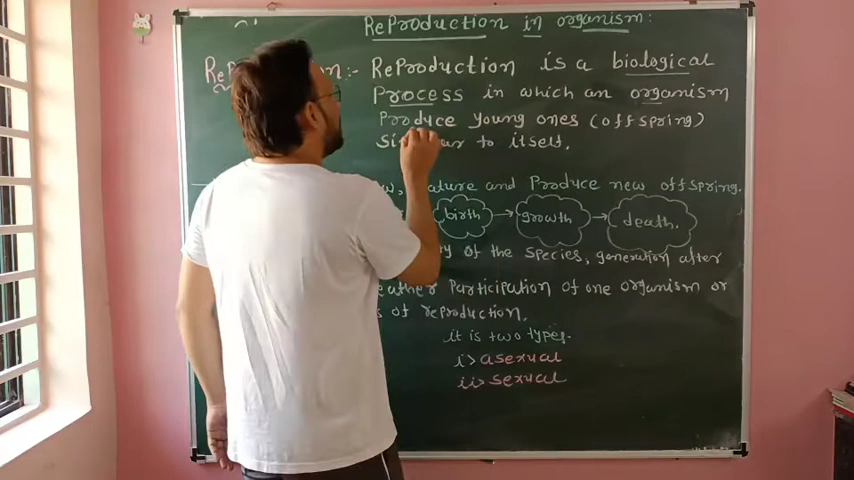 ReProduction in organism:
ReProduction is a biological
Process in which an organism
Produce young ones (offspring)
to itself.
mature and Produce new offspring.
birth → growth → death.
of the species, generation after
Participation of one organism or
of reproduction.
it is two types.
i> asexual
ii> sexual